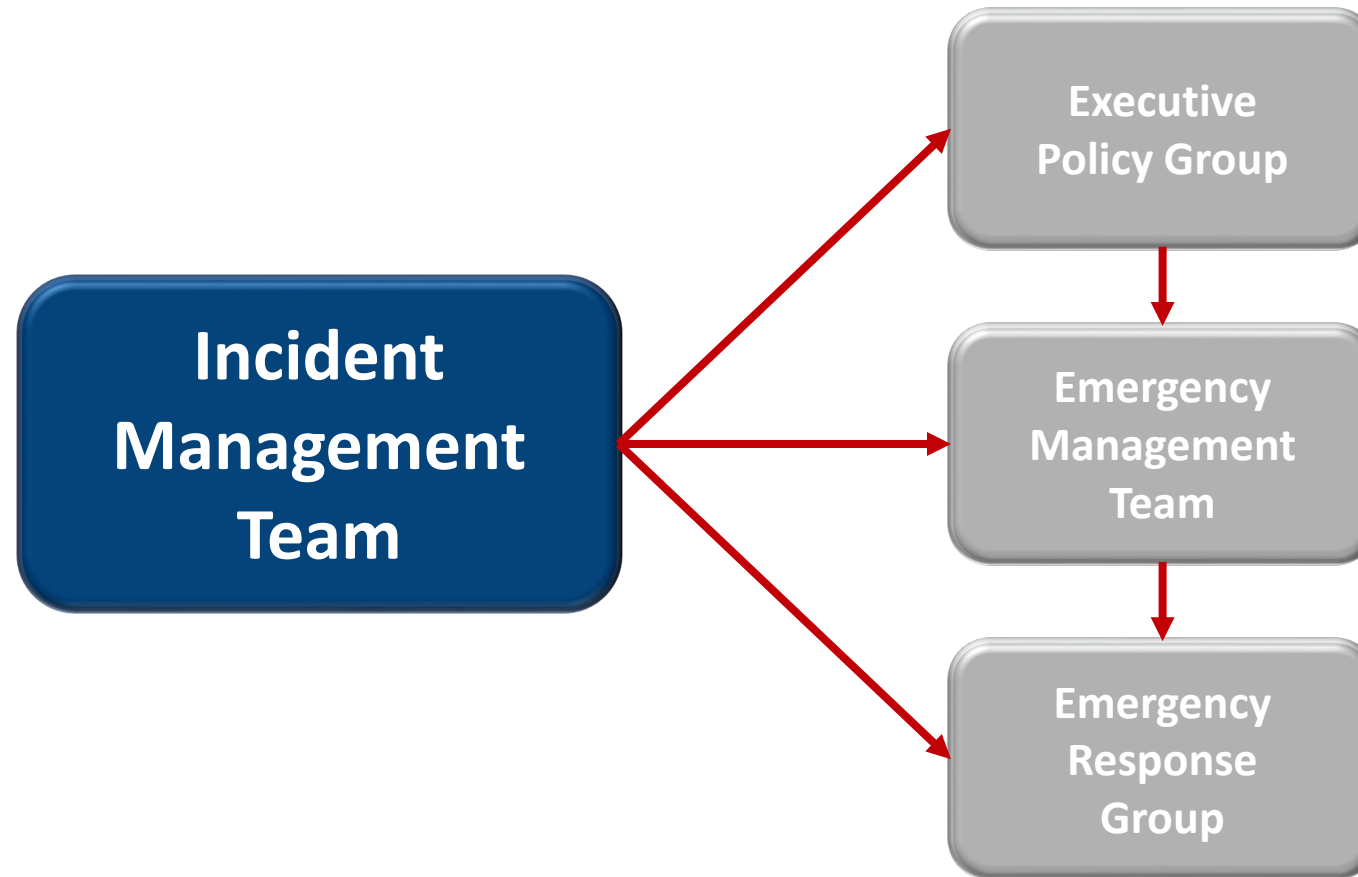 Incident
Management
Team
Executive
Policy Group
Emergency
Management
Team
Emergency
Response
Group